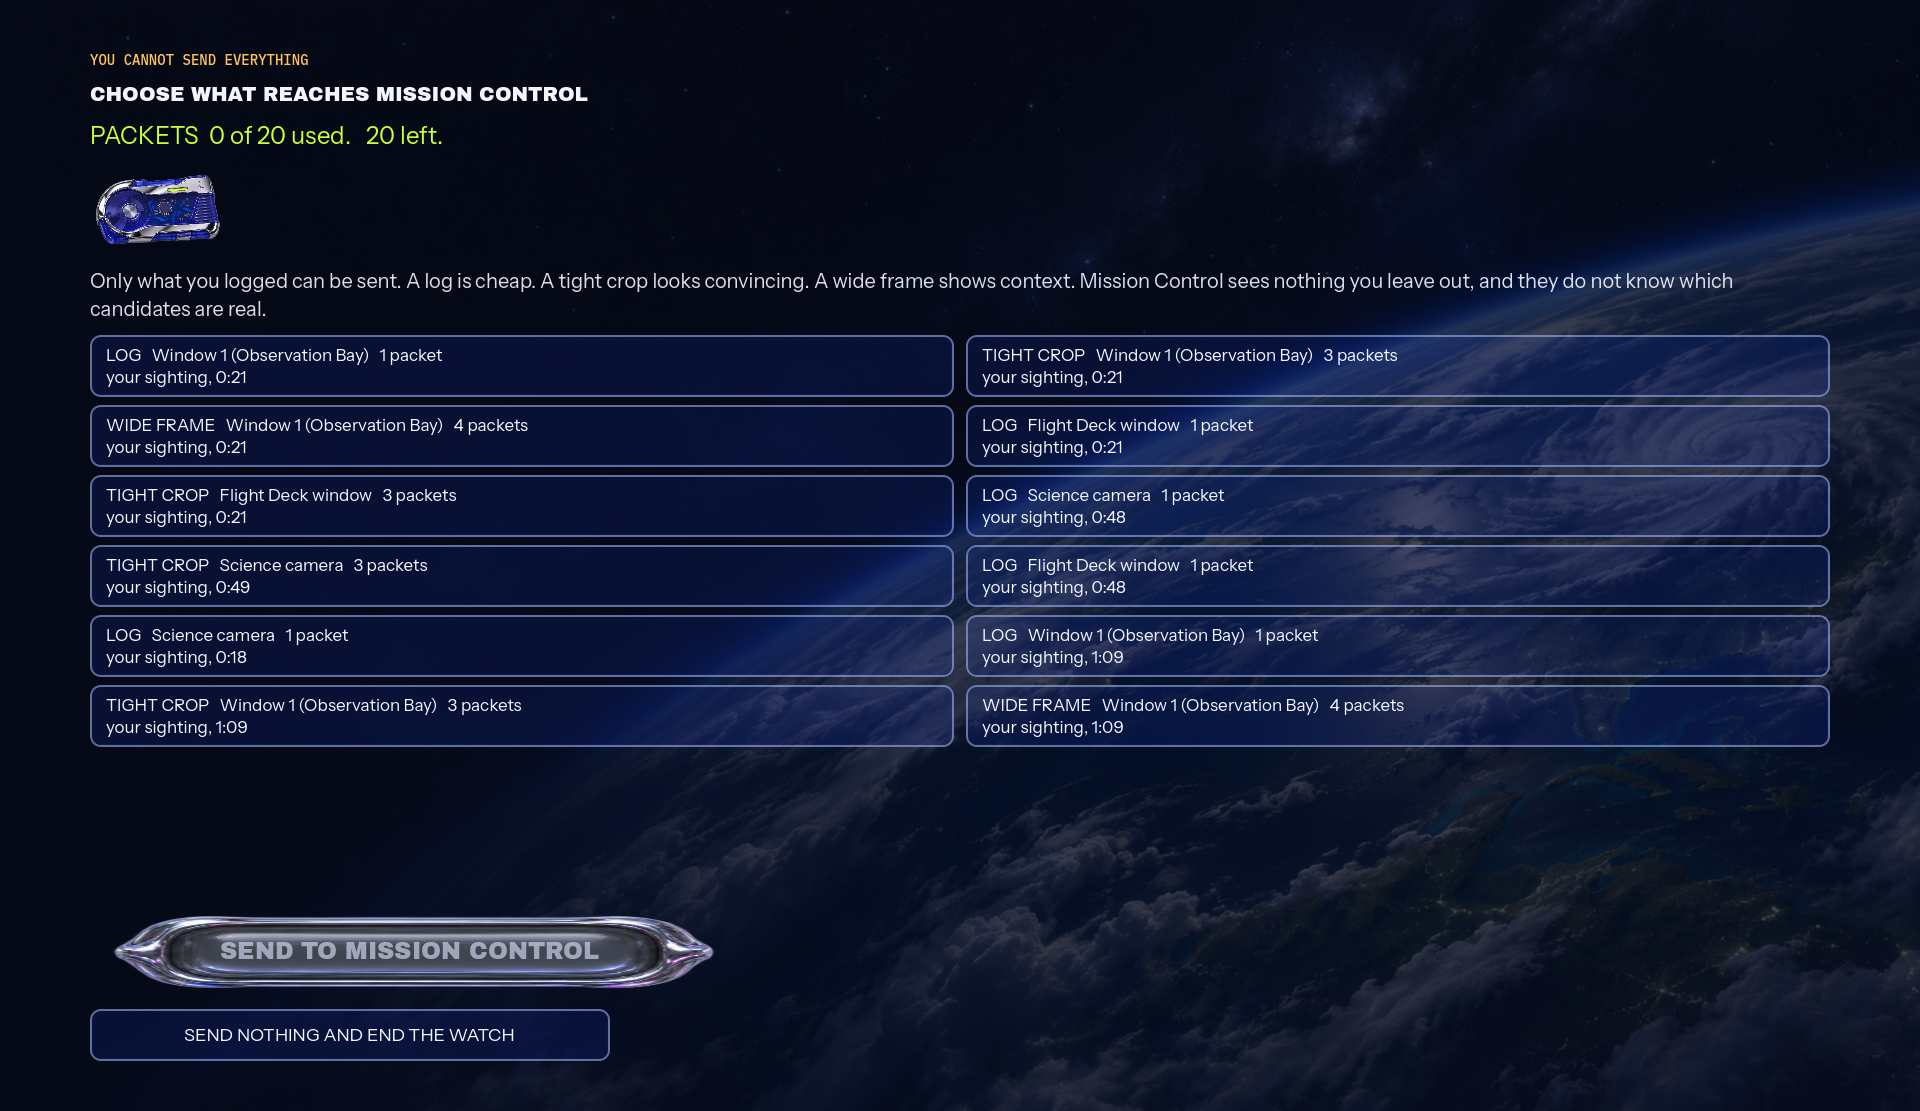 YOU CANNOT SEND EVERYTHING
CHOOSE WHAT REACHES MISSION CONTROL
PACKETS 0 of 20 used. 20 left.
Only what you logged can be sent. A log is cheap. A tight crop looks convincing. A wide frame shows context. Mission Control sees nothing you leave out, and they do not know which
candidates are real.
LOG Window 1 (Observation Bay) 1 packet
your sighting, 0:21
TIGHT CROP Window 1 (Observation Bay) 3 packets
your sighting, 0:21
WIDE FRAME Window 1 (Observation Bay) 4 packets
your sighting, 0:21
LOG Flight Deck window 1 packet
your sighting, 0:21
TIGHT CROP Flight Deck window 3 packets
your sighting, 0:21
LOG Science camera 1 packet
your sighting, 0:48
TIGHT CROP Science camera 3 packets
your sighting, 0:49
LOG Flight Deck window 1 packet
your sighting, 0:48
LOG Science camera 1 packet
your sighting, 0:18
LOG Window 1 (Observation Bay) 1 packet
your sighting, 1:09
TIGHT CROP Window 1 (Observation Bay) 3 packets
your sighting, 1:09
WIDE FRAME Window 1 (Observation Bay) 4 packets
your sighting, 1:09
SEND TO MISSION CONTROL
SEND NOTHING AND END THE WATCH